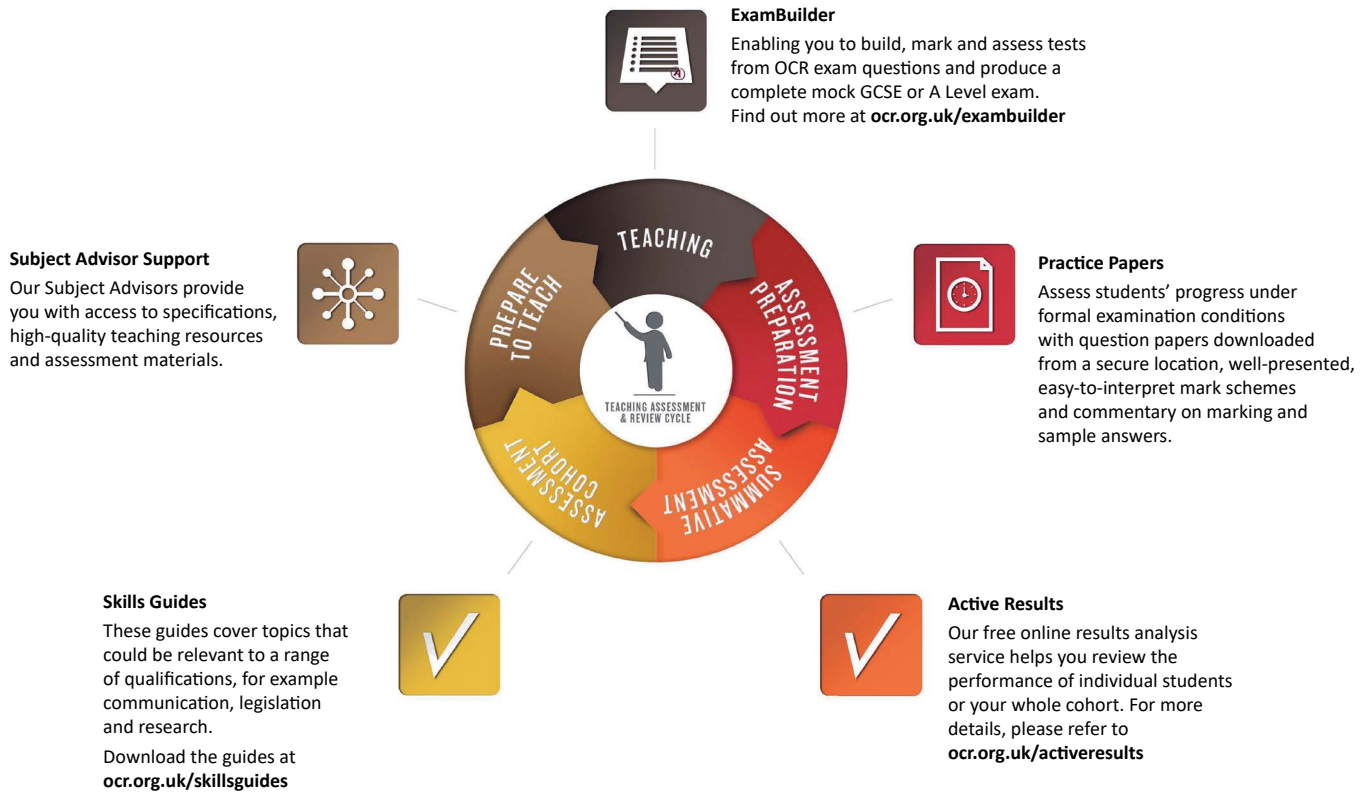 ExamBuilder
Enabling you to build, mark and assess tests
from OCR exam questions and produce a
complete mock GCSE or A Level exam.
Find out more at ocr.org.uk/exambuilder
Subject Advisor Support
Our Subject Advisors provide
you with access to specifications,
high-quality teaching resources
and assessment materials.
TEACHING
PREPARE
TO TEACH
ASSESSMENT
PREPARATION
TEACHING ASSESSMENT
& REVIEW CYCLE
ASSESSMENT
COHORT
SUMMATIVE
ASSESSMENT
Practice Papers
Assess students’ progress under
formal examination conditions
with question papers downloaded
from a secure location, well-presented,
easy-to-interpret mark schemes
and commentary on marking and
sample answers.
Skills Guides
These guides cover topics that
could be relevant to a range
of qualifications, for example
communication, legislation
and research.
Download the guides at
ocr.org.uk/skillsguides
Active Results
Our free online results analysis
service helps you review the
performance of individual students
or your whole cohort. For more
details, please refer to
ocr.org.uk/activeresults